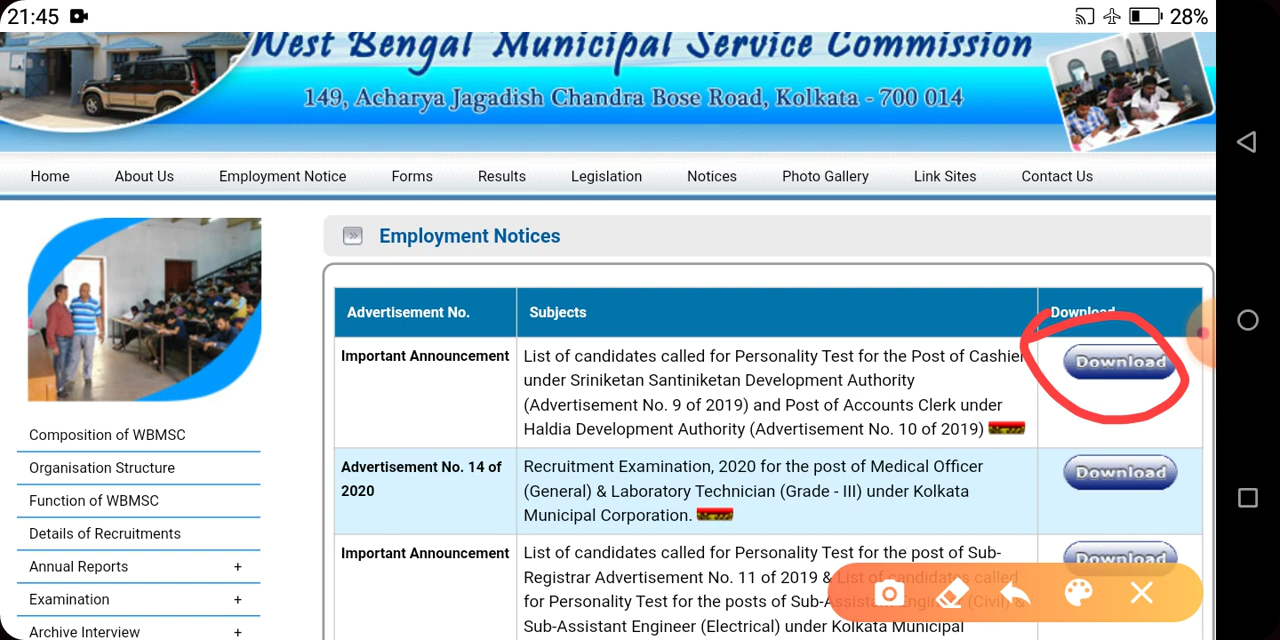 21:45
28%
West Bengal Municipal Service Commission
149, Acharya Jagadish Chandra Bose Road, Kolkata - 700 014
Home About Us Employment Notice Forms Results Legislation Notices Photo Gallery Link Sites Contact Us
Employment Notices
Advertisement No. Subjects Download
Important Announcement
List of candidates called for Personality Test for the Post of Cashier
under Sriniketan Santiniketan Development Authority
(Advertisement No. 9 of 2019) and Post of Accounts Clerk under
Haldia Development Authority (Advertisement No. 10 of 2019)
Download
Advertisement No. 14 of
2020
Recruitment Examination, 2020 for the post of Medical Officer
(General) & Laboratory Technician (Grade - III) under Kolkata
Municipal Corporation.
Download
Important Announcement
List of candidates called for Personality Test for the post of Sub-
Registrar Advertisement No. 11 of 2019 & List of candidates called
for Personality Test for the posts of Sub-Assistant Engineer (Civil) &
Sub-Assistant Engineer (Electrical) under Kolkata Municipal
Download
Composition of WBMSC
Organisation Structure
Function of WBMSC
Details of Recruitments
Annual Reports +
Examination +
Archive Interview +